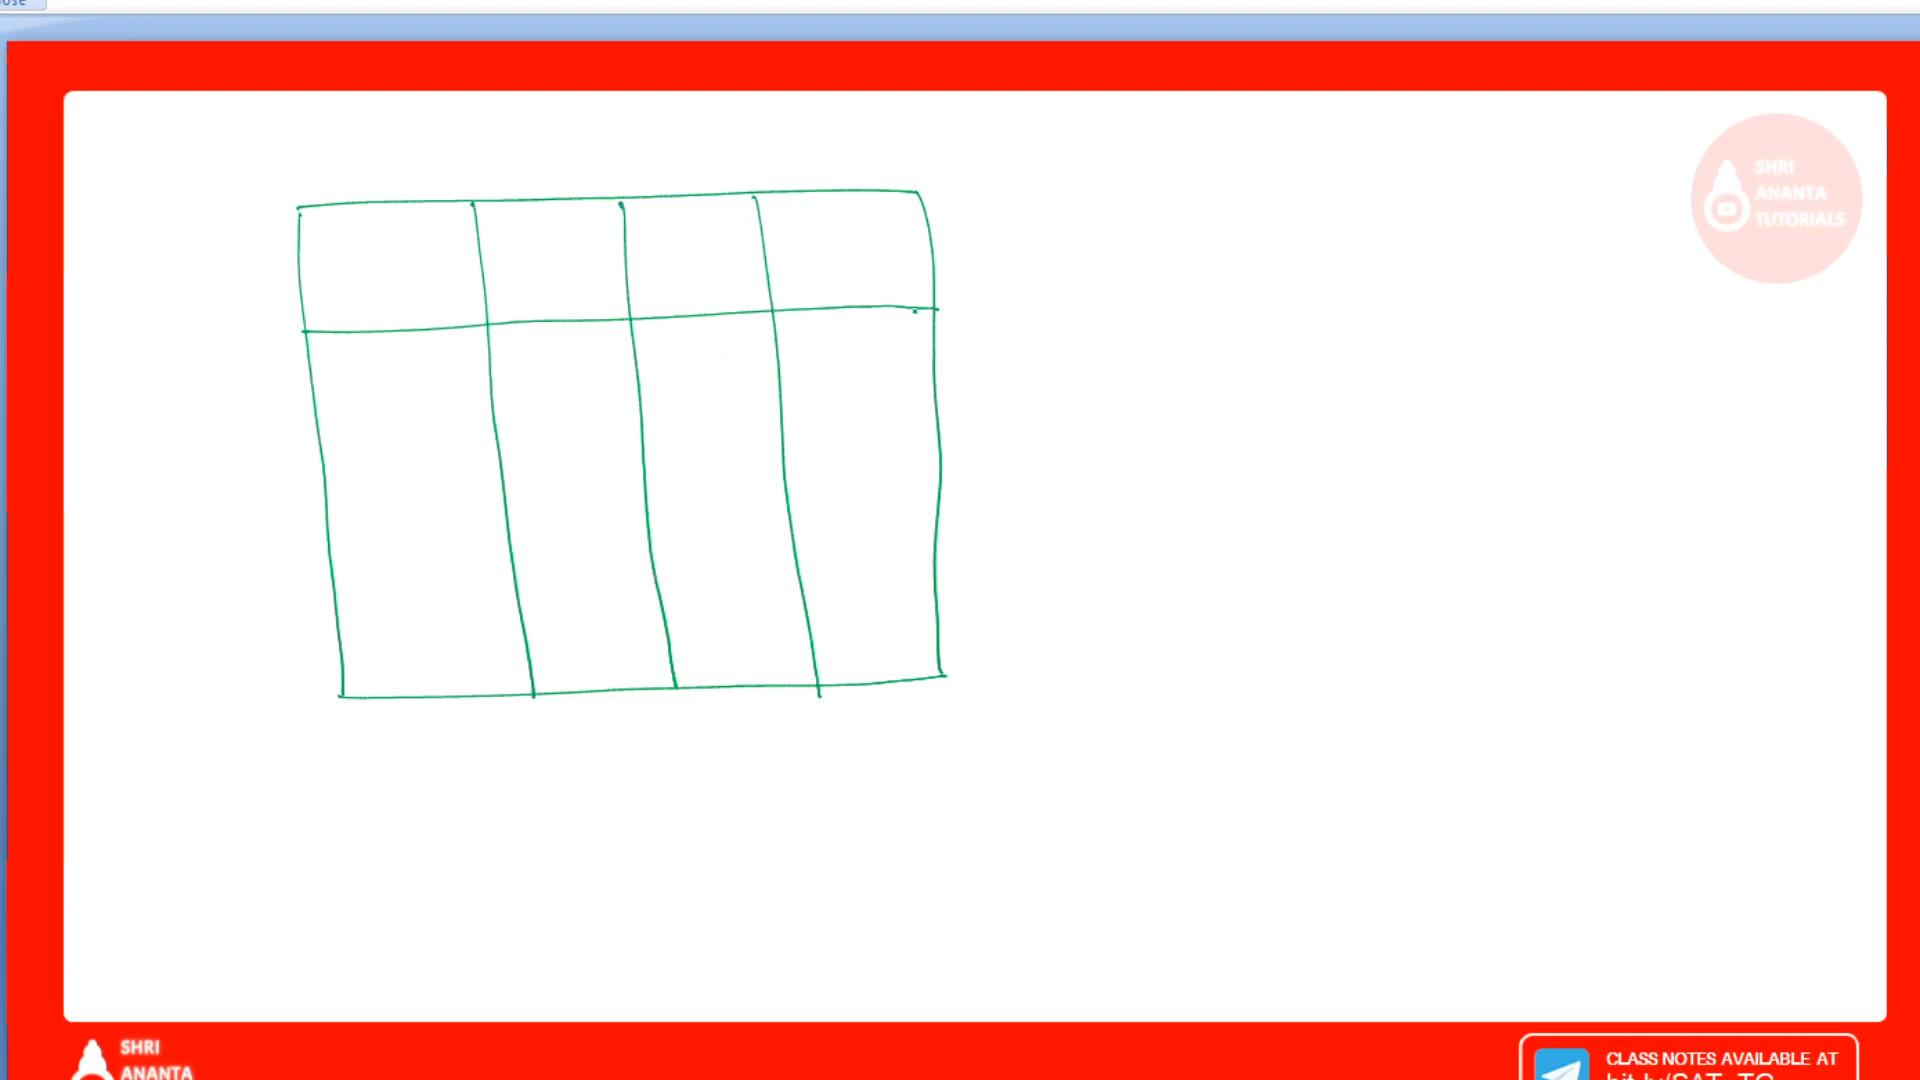 SHRI
ANANTA
TUTORIALS
SHRI
ANANTA
CLASS NOTES AVAILABLE AT